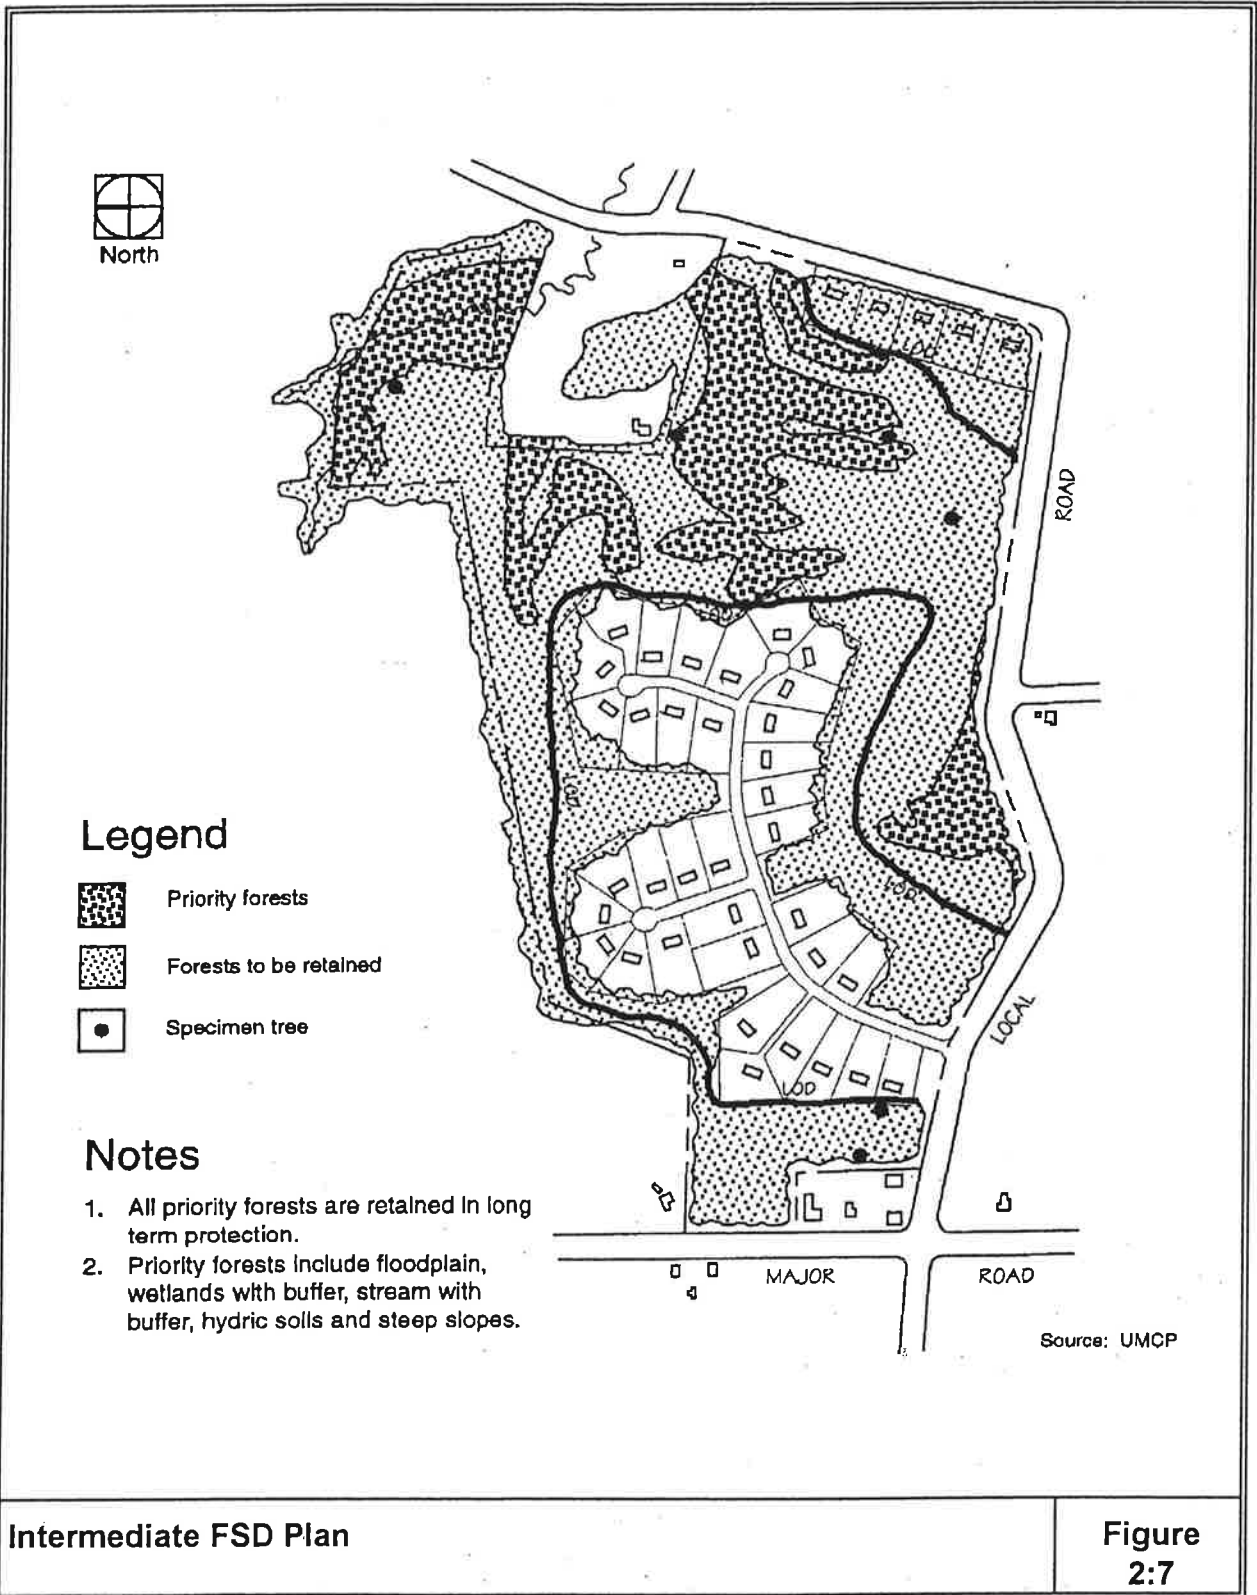 North
LOD
ROAD
LOD
LOD
LOCAL
LOD
MAJOR ROAD
Legend
Priority forests
Forests to be retained
Specimen tree
Notes
1. All priority forests are retained in long
term protection.
2. Priority forests include floodplain,
wetlands with buffer, stream with
buffer, hydric soils and steep slopes.
Source: UMCP
Intermediate FSD Plan
Figure
2:7